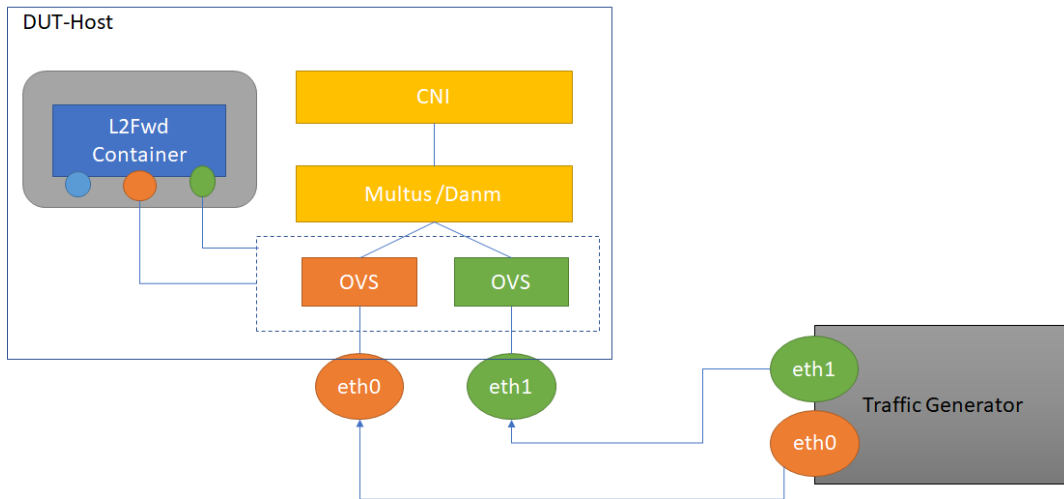 DUT-Host
CNI
L2Fwd
Container
Multus /Danm
OVS
OVS
eth0
eth1
eth1
Traffic Generator
eth0